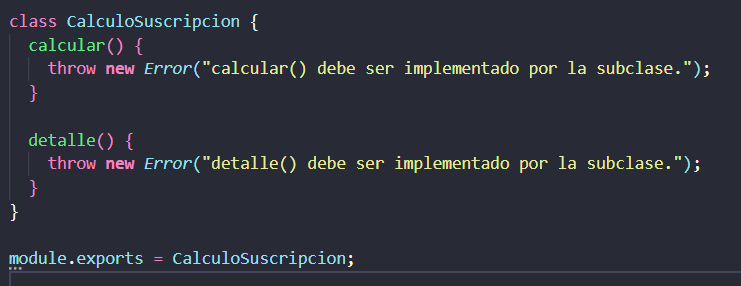 class CalculoSuscripcion {
  calcular() {
    throw new Error("calcular() debe ser implementado por la subclase.");
  }

  detalle() {
    throw new Error("detalle() debe ser implementado por la subclase.");
  }
}

module.exports = CalculoSuscripcion;